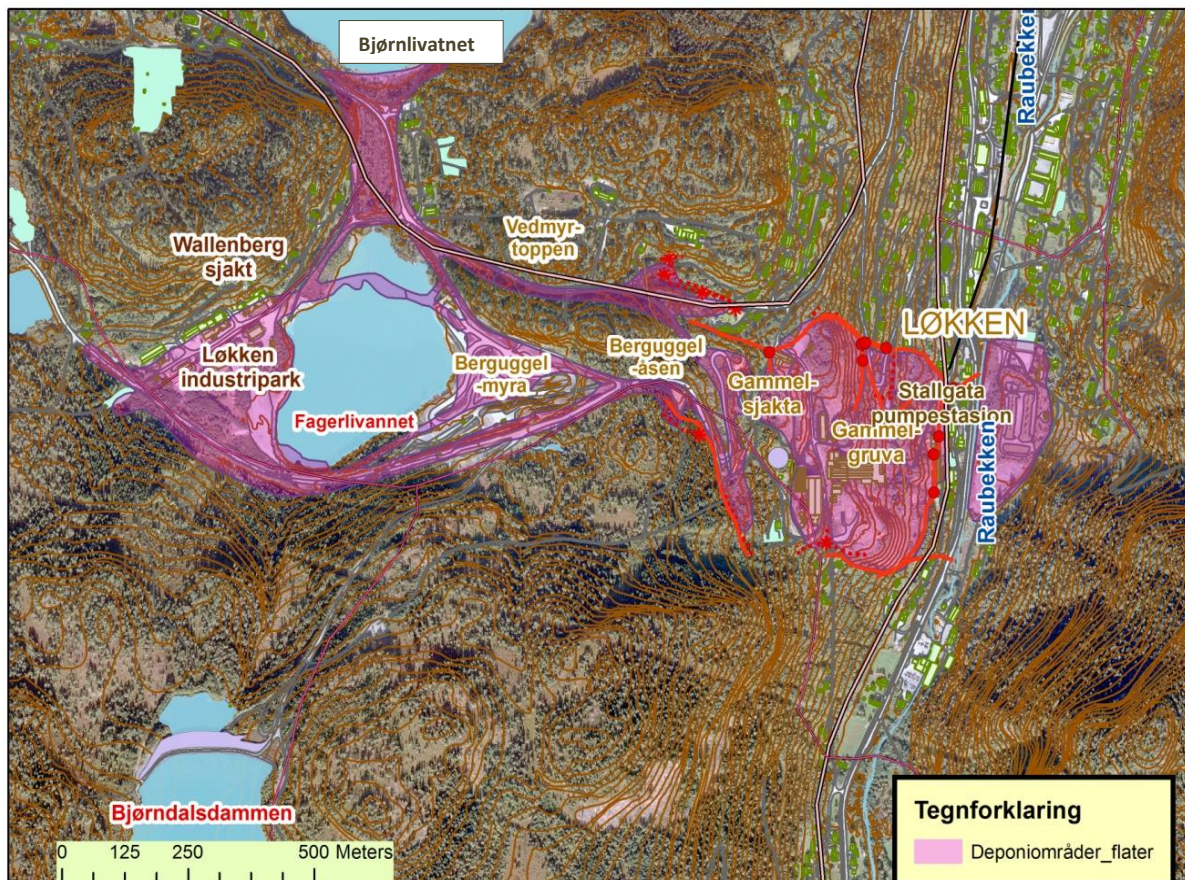 Bjørnlivatnet
Raubekken
Vedmyr-
toppen
Wallenberg
sjakt
LØKKEN
Løkken
industripark
Berguggel
-myra
Berguggel
-åsen
Gammel-
sjakta
Stallgata
pumpestasjon
Fagerlivannet
Gammel-
gruva
Raubekken
Bjørndalsdammen
Tegnforklaring
Deponiområder_flater
0 125 250 500 Meters